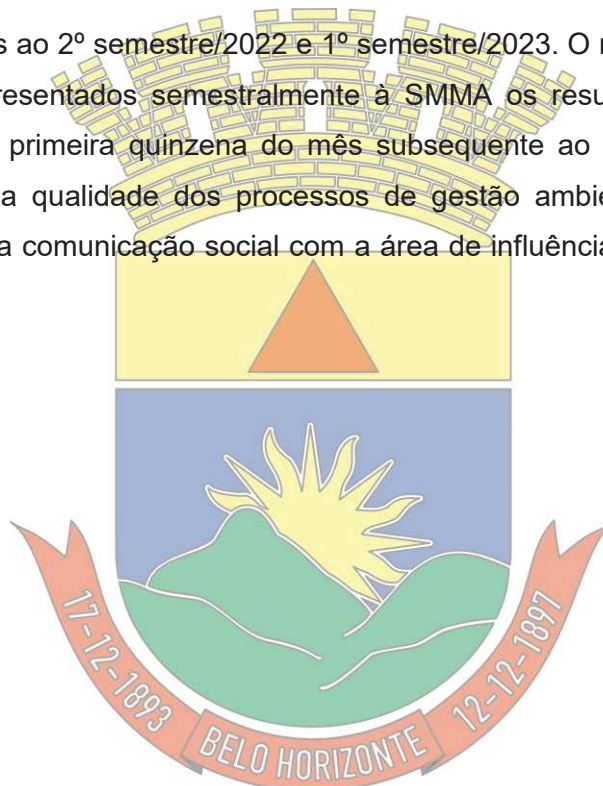 s ao 2º semestre/2022 e 1º semestre/2023. O
resentados semestralmente à SMMA os resu
primeira quinzena do mês subsequente ao
a qualidade dos processos de gestão ambie
a comunicação social com a área de influência
17-12-1893
BELO HORIZONTE
12-12-1897